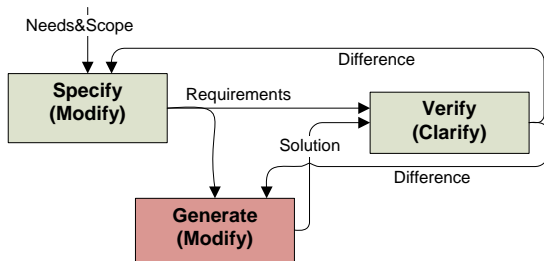 Needs&Scope
Difference
Specify
(Modify)
Requirements
Verify
(Clarify)
Solution
Difference
Generate
(Modify)